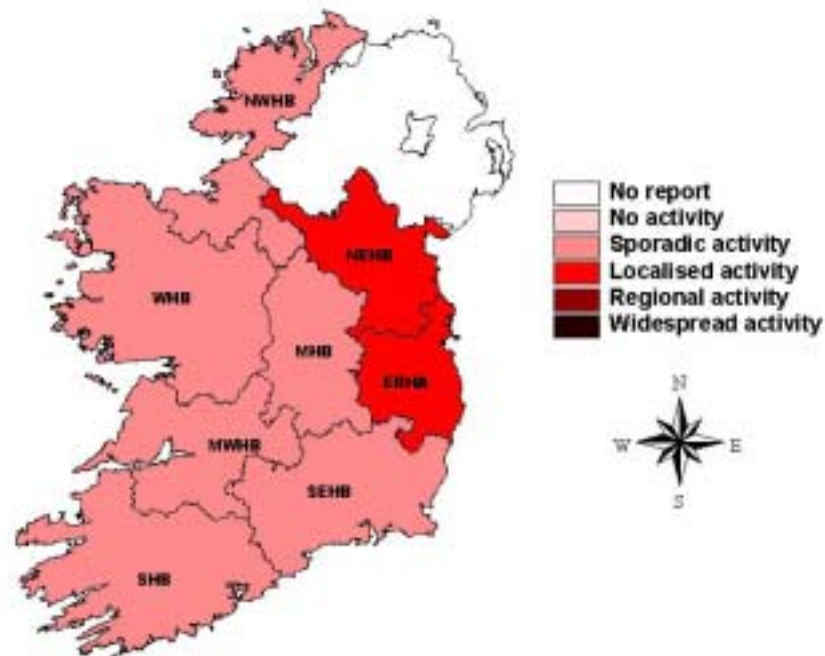 NWHB
NEHB
WHB
MHB
ERHA
MWHB
SEHB
SHB
No report
No activity
Sporadic activity
Localised activity
Regional activity
Widespread activity
N
W
E
S